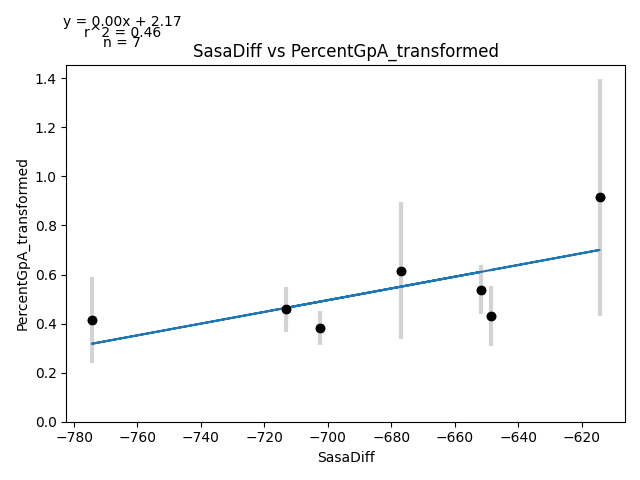 y = 0.00x + 2.17
r^2 = 0.46
n = 7
SasaDiff vs PercentGpA_transformed
PercentGpA_transformed
1.4
1.2
1.0
0.8
0.6
0.4
0.2
0.0
−780 −760 −740 −720 −700 −680 −660 −640 −620
SasaDiff